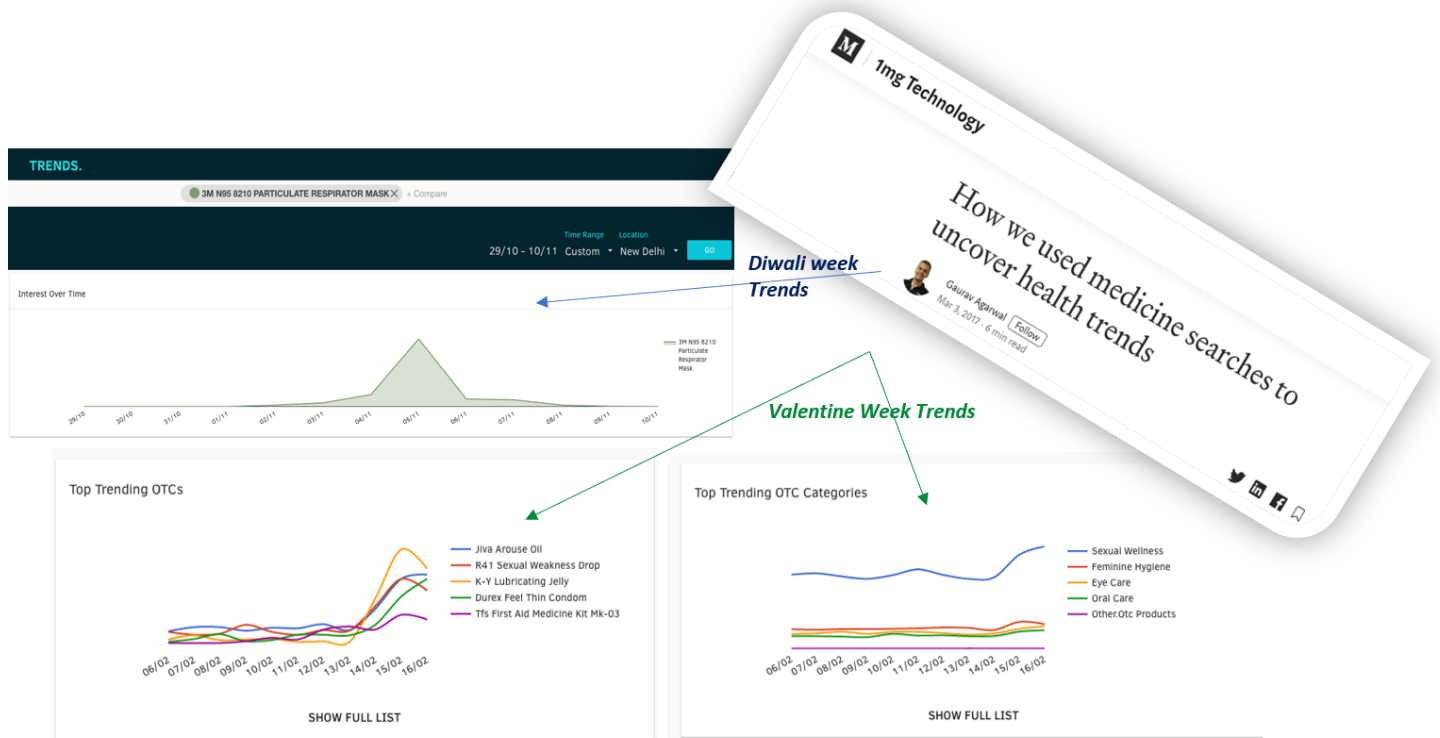 M
1mg Technology
How we used medicine searches to
uncover health trends
Gaurav Agarwal
Follow
Mar 3, 2017 · 6 min read
TRENDS.
3M N95 8210 PARTICULATE RESPIRATOR MASK
+ Compare
Time Range
Location
29/10 - 10/11
Custom
New Delhi
GO
Diwali week
Trends
Interest Over Time
3M N95 8210
Particulate
Respirator
Mask
29/10
30/10
31/10
01/11
02/11
03/11
04/11
05/11
06/11
07/11
08/11
09/11
10/11
Valentine Week Trends
Top Trending OTCs
Jiva Arouse Oil
R41 Sexual Weakness Drop
K-Y Lubricating Jelly
Durex Feel Thin Condom
Tfs First Aid Medicine Kit Mk-03
06/02
07/02
08/02
09/02
10/02
11/02
12/02
13/02
14/02
15/02
16/02
SHOW FULL LIST
Top Trending OTC Categories
Sexual Wellness
Feminine Hygiene
Eye Care
Oral Care
Other.Otc Products
06/02
07/02
08/02
09/02
10/02
11/02
12/02
13/02
14/02
15/02
16/02
SHOW FULL LIST